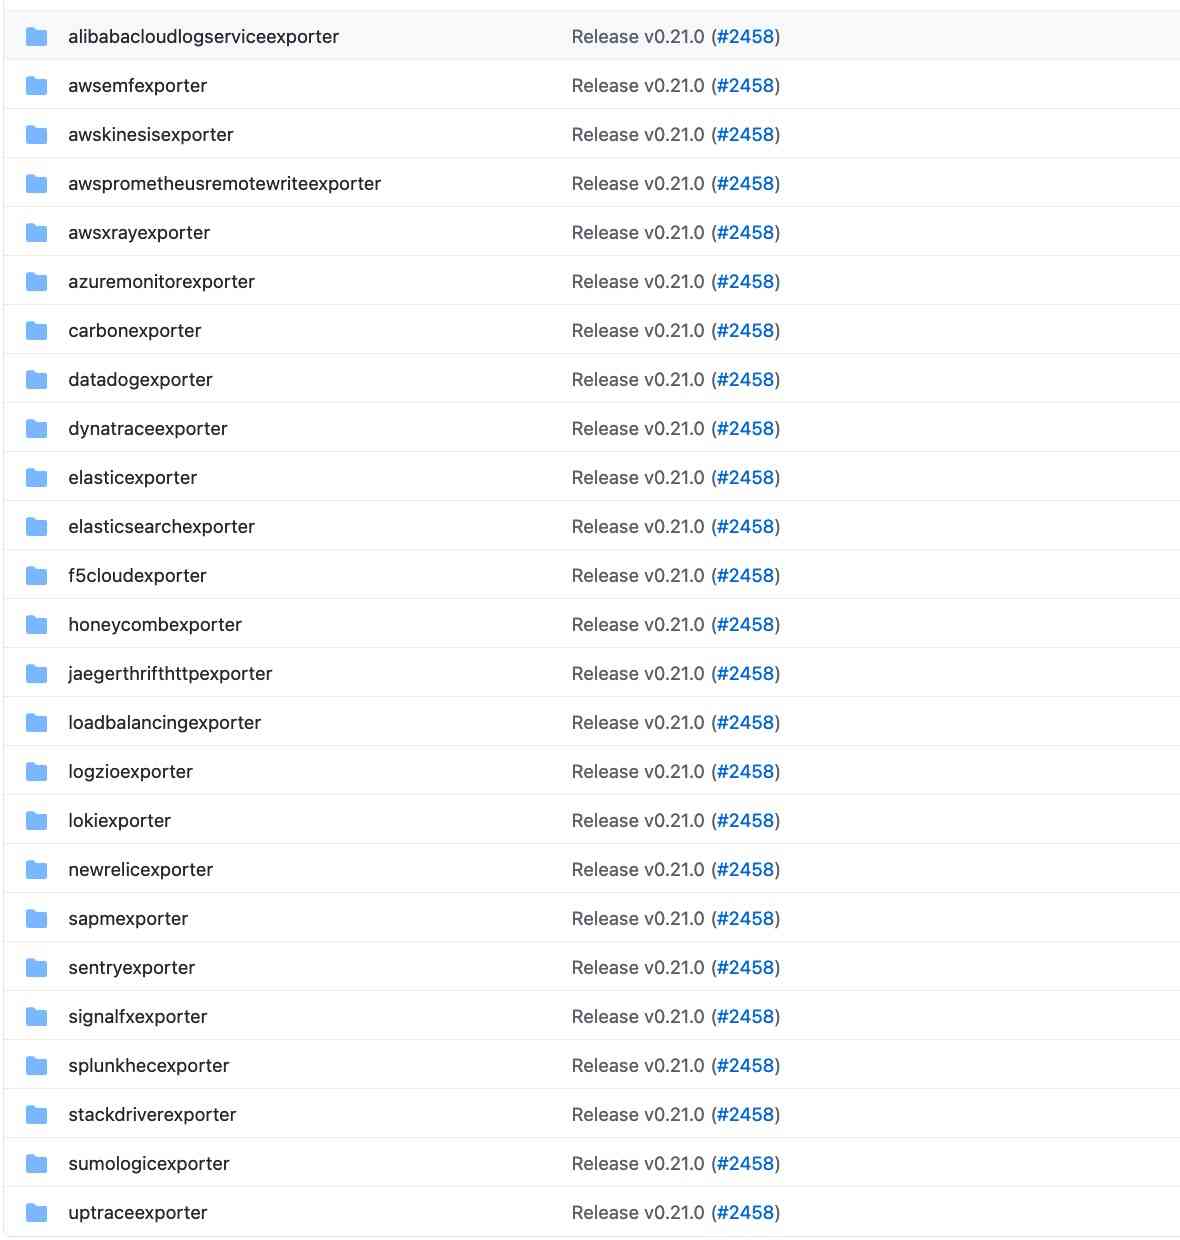 alibabacloudlogserviceexporter Release v0.21.0 (#2458)
awsemfexporter Release v0.21.0 (#2458)
awskinesisexporter Release v0.21.0 (#2458)
awsprometheusremotewriteexporter Release v0.21.0 (#2458)
awsxrayexporter Release v0.21.0 (#2458)
azuremonitorexporter Release v0.21.0 (#2458)
carbonexporter Release v0.21.0 (#2458)
datadogexporter Release v0.21.0 (#2458)
dynatraceexporter Release v0.21.0 (#2458)
elasticexporter Release v0.21.0 (#2458)
elasticsearchexporter Release v0.21.0 (#2458)
f5cloudexporter Release v0.21.0 (#2458)
honeycombexporter Release v0.21.0 (#2458)
jaegerthrifthttpexporter Release v0.21.0 (#2458)
loadbalancingexporter Release v0.21.0 (#2458)
logzioexporter Release v0.21.0 (#2458)
lokiexporter Release v0.21.0 (#2458)
newrelicexporter Release v0.21.0 (#2458)
sapmexporter Release v0.21.0 (#2458)
sentryexporter Release v0.21.0 (#2458)
signalfxexporter Release v0.21.0 (#2458)
splunkhecexporter Release v0.21.0 (#2458)
stackdriverexporter Release v0.21.0 (#2458)
sumologicexporter Release v0.21.0 (#2458)
uptraceexporter Release v0.21.0 (#2458)